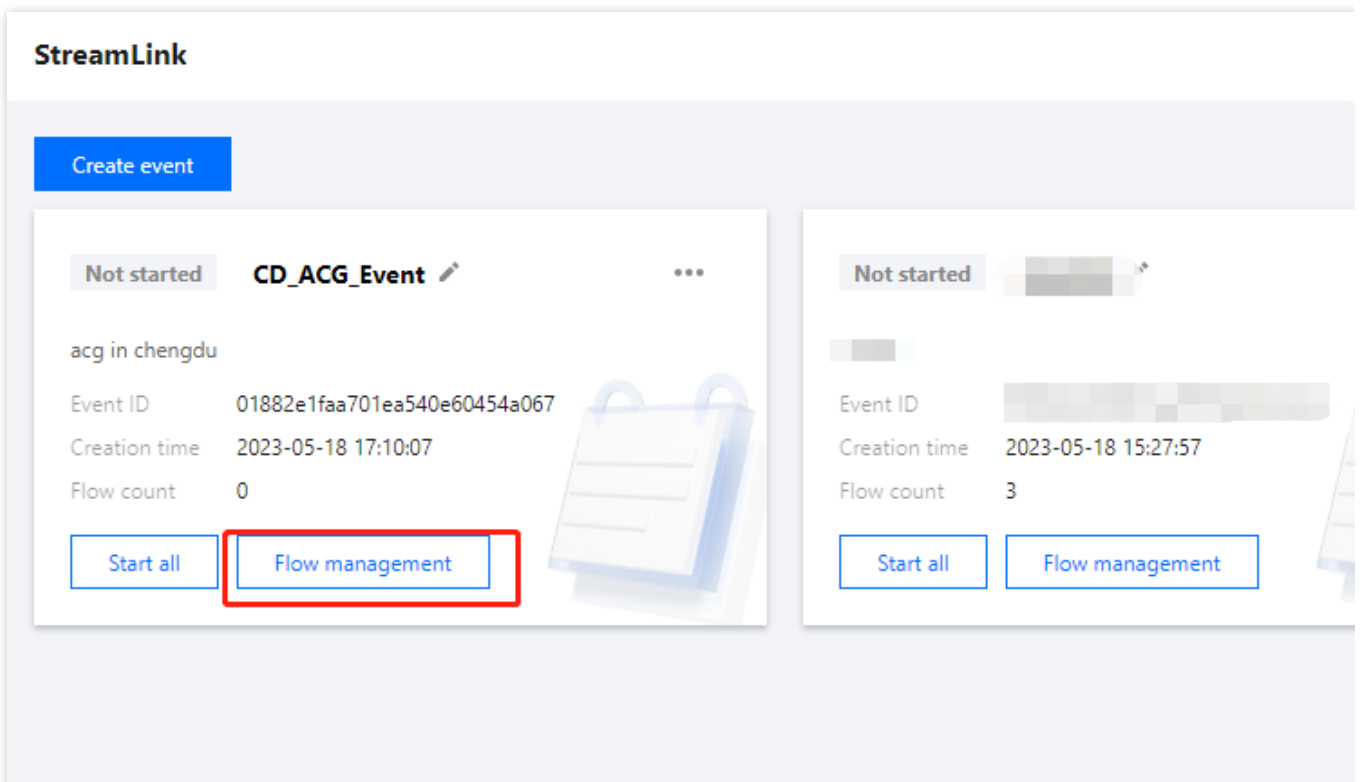 StreamLink
Create event
Not started CD_ACG_Event
acg in chengdu
Event ID 01882e1faa701ea540e60454a067
Creation time 2023-05-18 17:10:07
Flow count 0
Start all Flow management
Not started
Event ID
Creation time 2023-05-18 15:27:57
Flow count 3
Start all Flow management